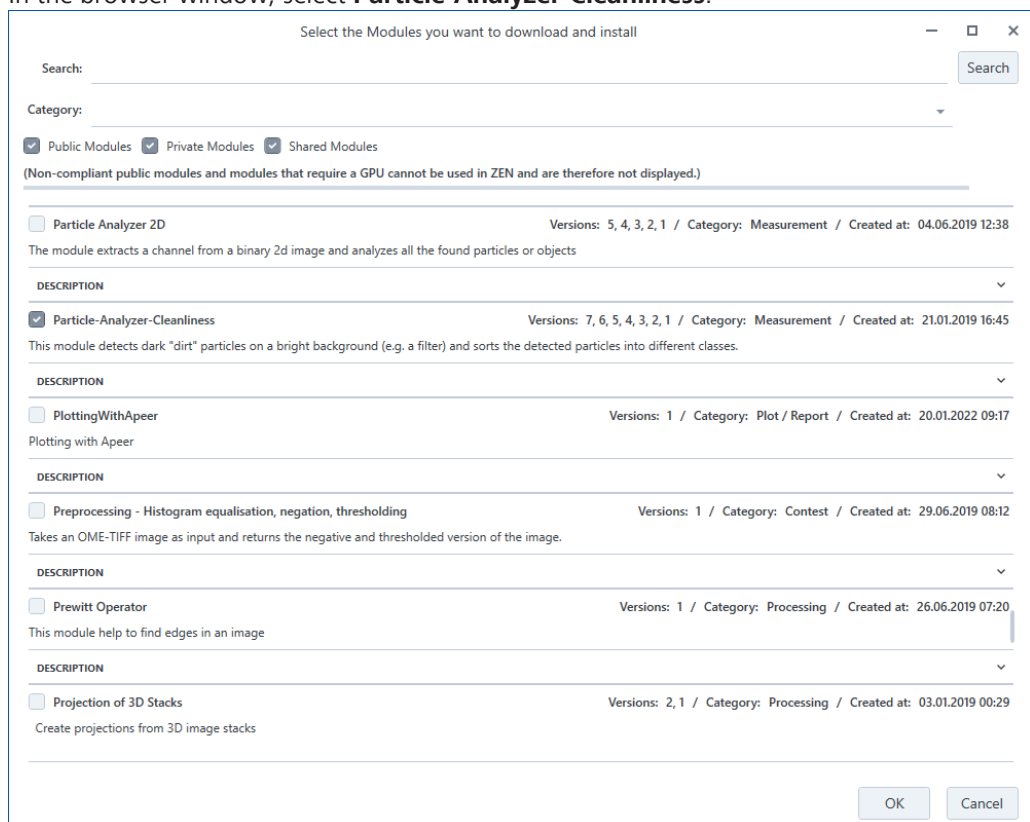 In the browser window, select Particle-Analyzer-Cleanliness.
Select the Modules you want to download and install
Search:
Search
Category:
Public Modules Private Modules Shared Modules
(Non-compliant public modules and modules that require a GPU cannot be used in ZEN and are therefore not displayed.)
Particle Analyzer 2D Versions: 5, 4, 3, 2, 1 / Category: Measurement / Created at: 04.06.2019 12:38
The module extracts a channel from a binary 2d image and analyzes all the found particles or objects
DESCRIPTION
Particle-Analyzer-Cleanliness Versions: 7, 6, 5, 4, 3, 2, 1 / Category: Measurement / Created at: 21.01.2019 16:45
This module detects dark "dirt" particles on a bright background (e.g. a filter) and sorts the detected particles into different classes.
DESCRIPTION
PlottingWithApeer Versions: 1 / Category: Plot / Report / Created at: 20.01.2022 09:17
Plotting with Apeer
DESCRIPTION
Preprocessing - Histogram equalisation, negation, thresholding Versions: 1 / Category: Contest / Created at: 29.06.2019 08:12
Takes an OME-TIFF image as input and returns the negative and thresholded version of the image.
DESCRIPTION
Prewitt Operator Versions: 1 / Category: Processing / Created at: 26.06.2019 07:20
This module help to find edges in an image
DESCRIPTION
Projection of 3D Stacks Versions: 2, 1 / Category: Processing / Created at: 03.01.2019 00:29
Create projections from 3D image stacks
OK Cancel